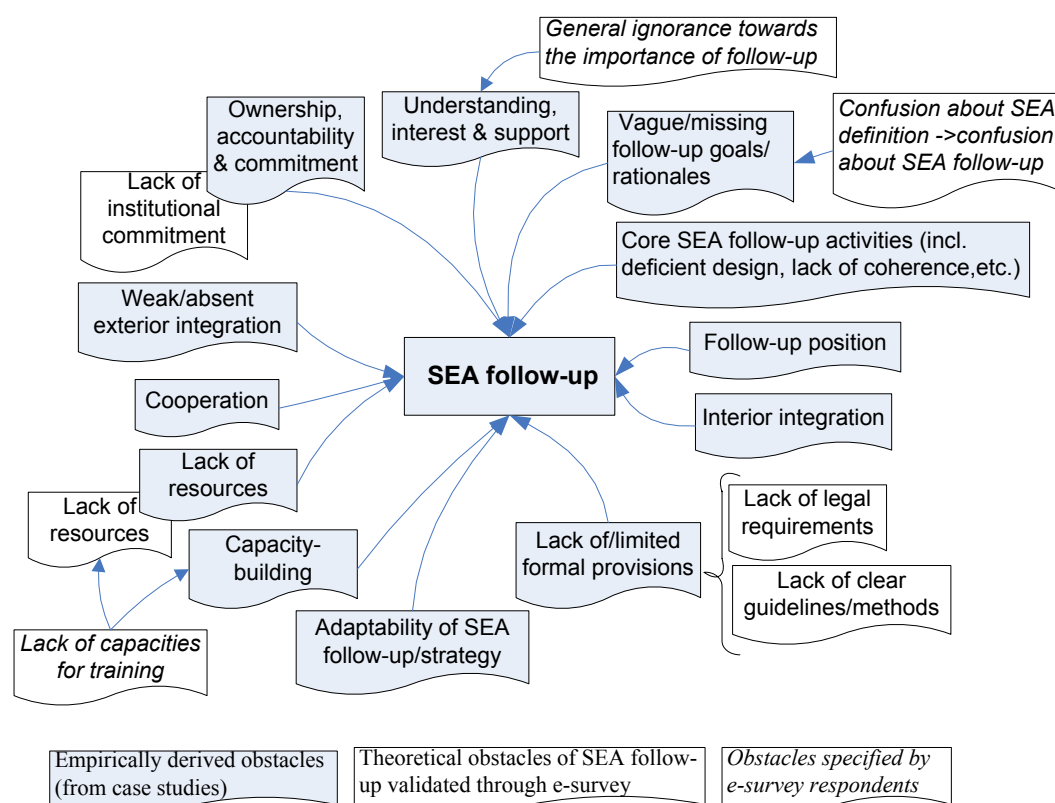 General ignorance towards
the importance of follow-up
Ownership,
accountability
& commitment
Understanding,
interest & support
Vague/missing
follow-up goals/
rationales
Confusion about SEA
definition ->confusion
about SEA follow-up
Lack of
institutional
commitment
Core SEA follow-up activities (incl.
deficient design, lack of coherence,etc.)
Weak/absent
exterior integration
SEA follow-up
Follow-up position
Cooperation
Interior integration
Lack of
resources
Lack of
resources
Capacity-
building
Lack of/limited
formal provisions
Lack of legal
requirements
Lack of clear
guidelines/methods
Adaptability of SEA
follow-up/strategy
Lack of capacities
for training
Empirically derived obstacles
(from case studies)
Theoretical obstacles of SEA follow-
up validated through e-survey
Obstacles specified by
e-survey respondents